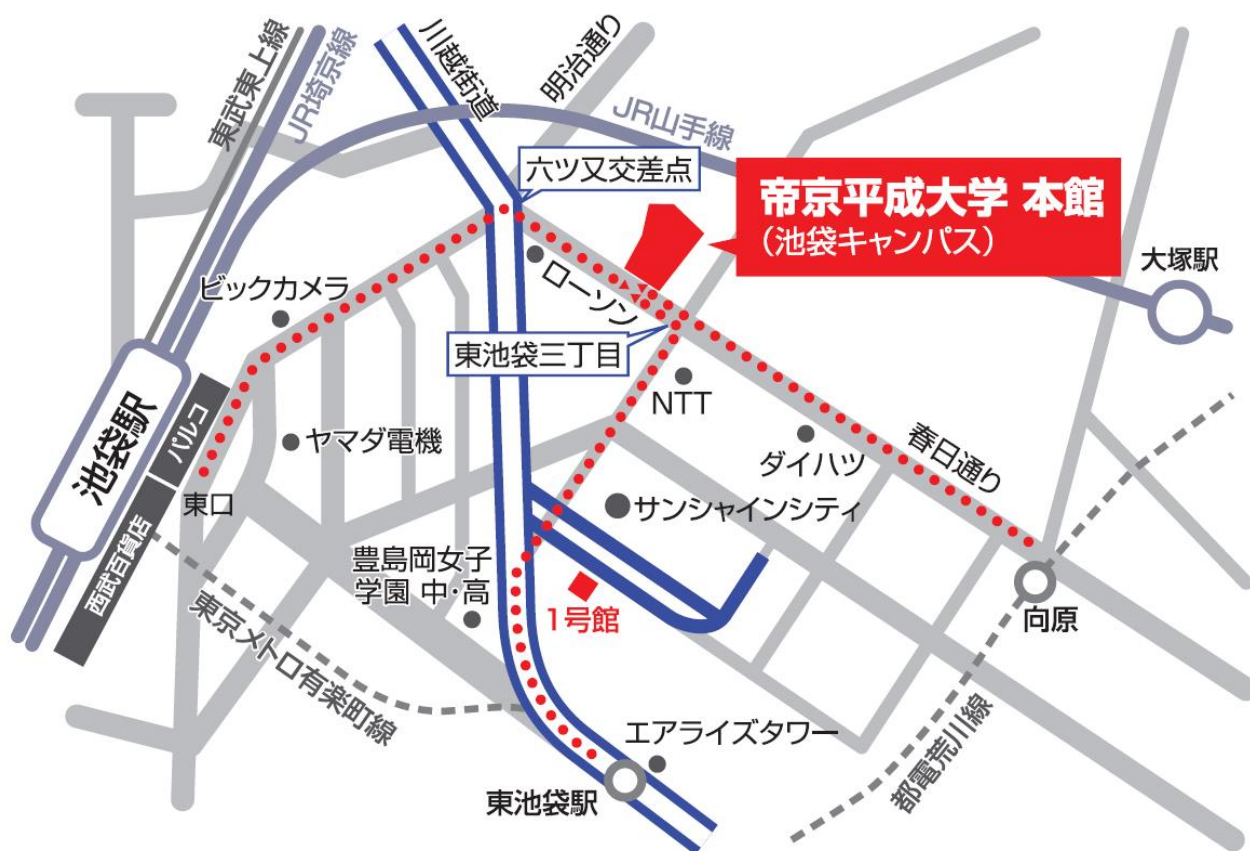 東武東上線
JR埼京線
川越街道
明治通り
JR山手線
六ツ又交差点
帝京平成大学 本館
(池袋キャンパス)
大塚駅
ビックカメラ
ローソン
東池袋三丁目
池袋駅
パルコ
NTT
ヤマダ電機
ダイハツ
春日通り
東口
西武百貨店
サンシャインシティ
豊島岡女子
学園 中・高
1号館
向原
東京メトロ有楽町線
エアライズタワー
都電荒川線
東池袋駅